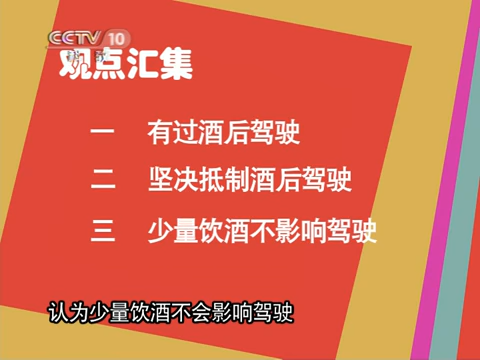 CCTV 10
观点汇集
一 有过酒后驾驶
二 坚决抵制酒后驾驶
三 少量饮酒不影响驾驶
认为少量饮酒不会影响驾驶